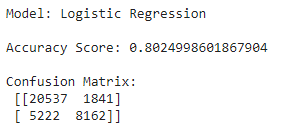 Model: Logistic Regression
Accuracy Score: 0.8024998601867904
Confusion Matrix:
[[20537 1841]
[ 5222 8162]]